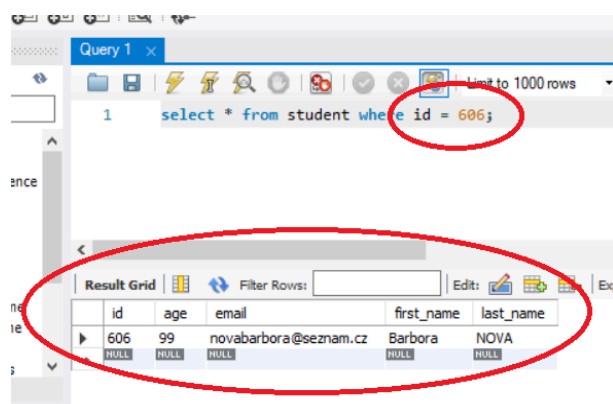 Query 1
Limit to 1000 rows
1 select * from student where id = 606;
ence
Result Grid Filter Rows: Edit:
id age email first_name last_name
606 99 novabarbora@seznam.cz Barbora NOVA
NULL NULL NULL NULL NULL